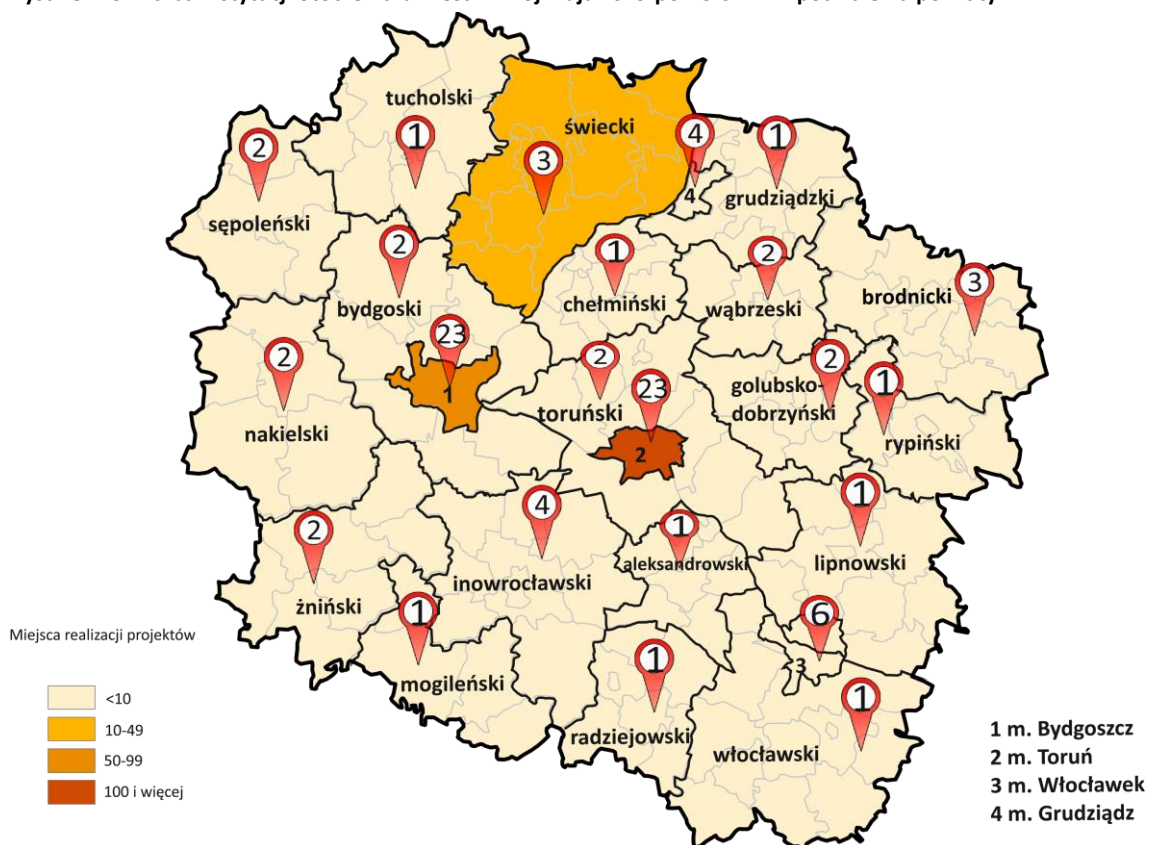 tucholski
świecki
1
2
4
1
3
grudziądzki
4
sępoleński
2
1
2
3
bydgoski
chełmiński
wąbrzeski
brodnicki
23
2
2
2
1
23
golubsko-
dobrzyński
1
toruński
nakielski
rypiński
2
2
4
1
1
inowrocławski
aleksandrowski
lipnowski
żniński
1
6
Miejsca realizacji projektów
1
3
mogileński
<10
1
10-49
radziejowski
włocławski
50-99
100 i więcej
1 m. Bydgoszcz
2 m. Toruń
3 m. Włocławek
4 m. Grudziądz